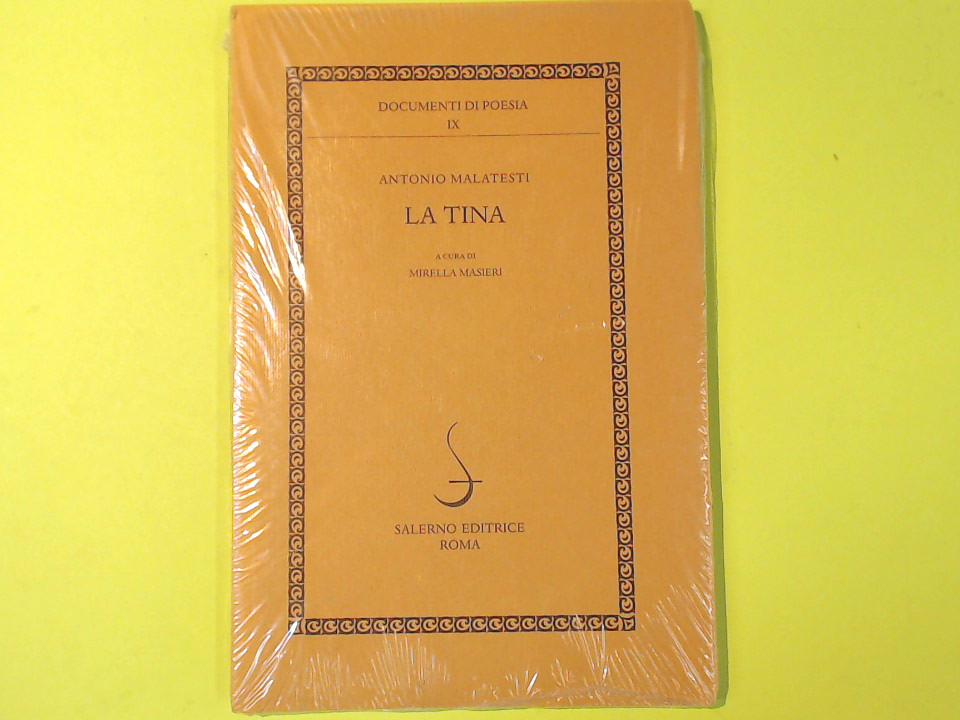 DOCUMENTI DI POESIA
IX
ANTONIO MALATESTI
LA TINA
A CURA DI
MIRELLA MASIERI
SALERNO EDITRICE
ROMA